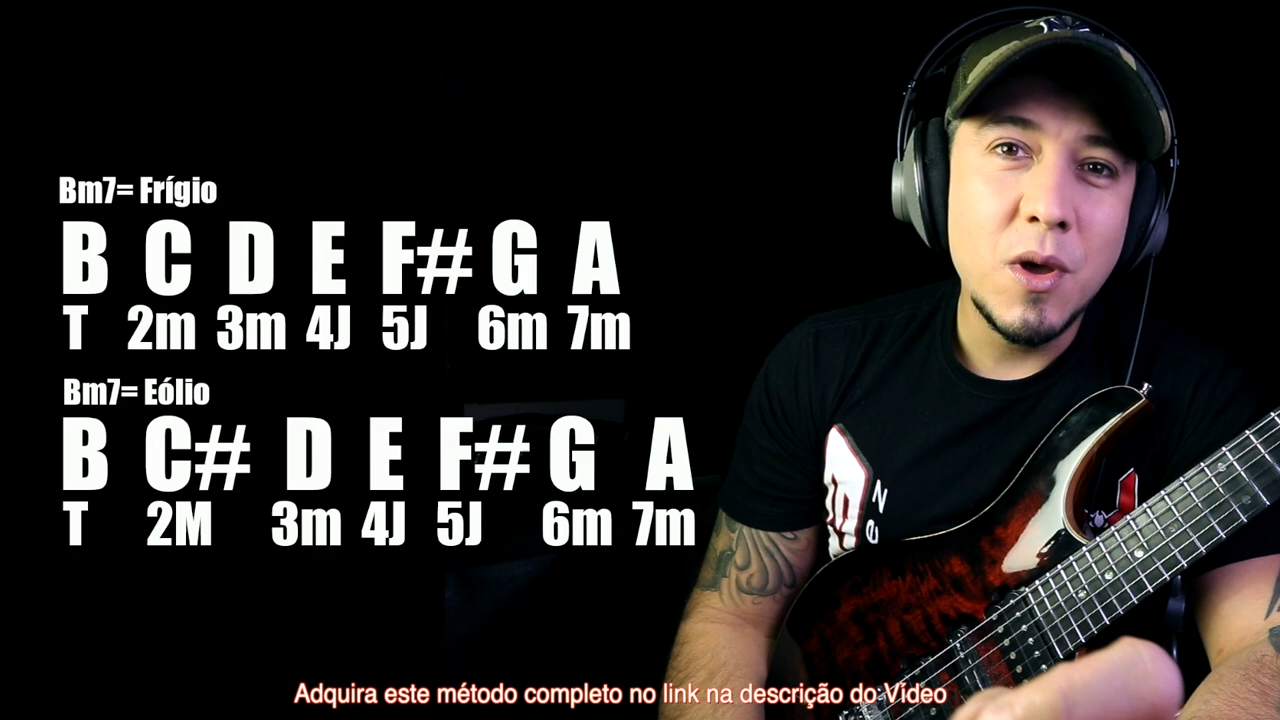 Bm7= Frígio
B C D E F# G A
T 2m 3m 4J 5J 6m 7m
Bm7= Eólio
B C# D E F# G A
T 2M 3m 4J 5J 6m 7m
Adquira este método completo no link na descrição do Vídeo